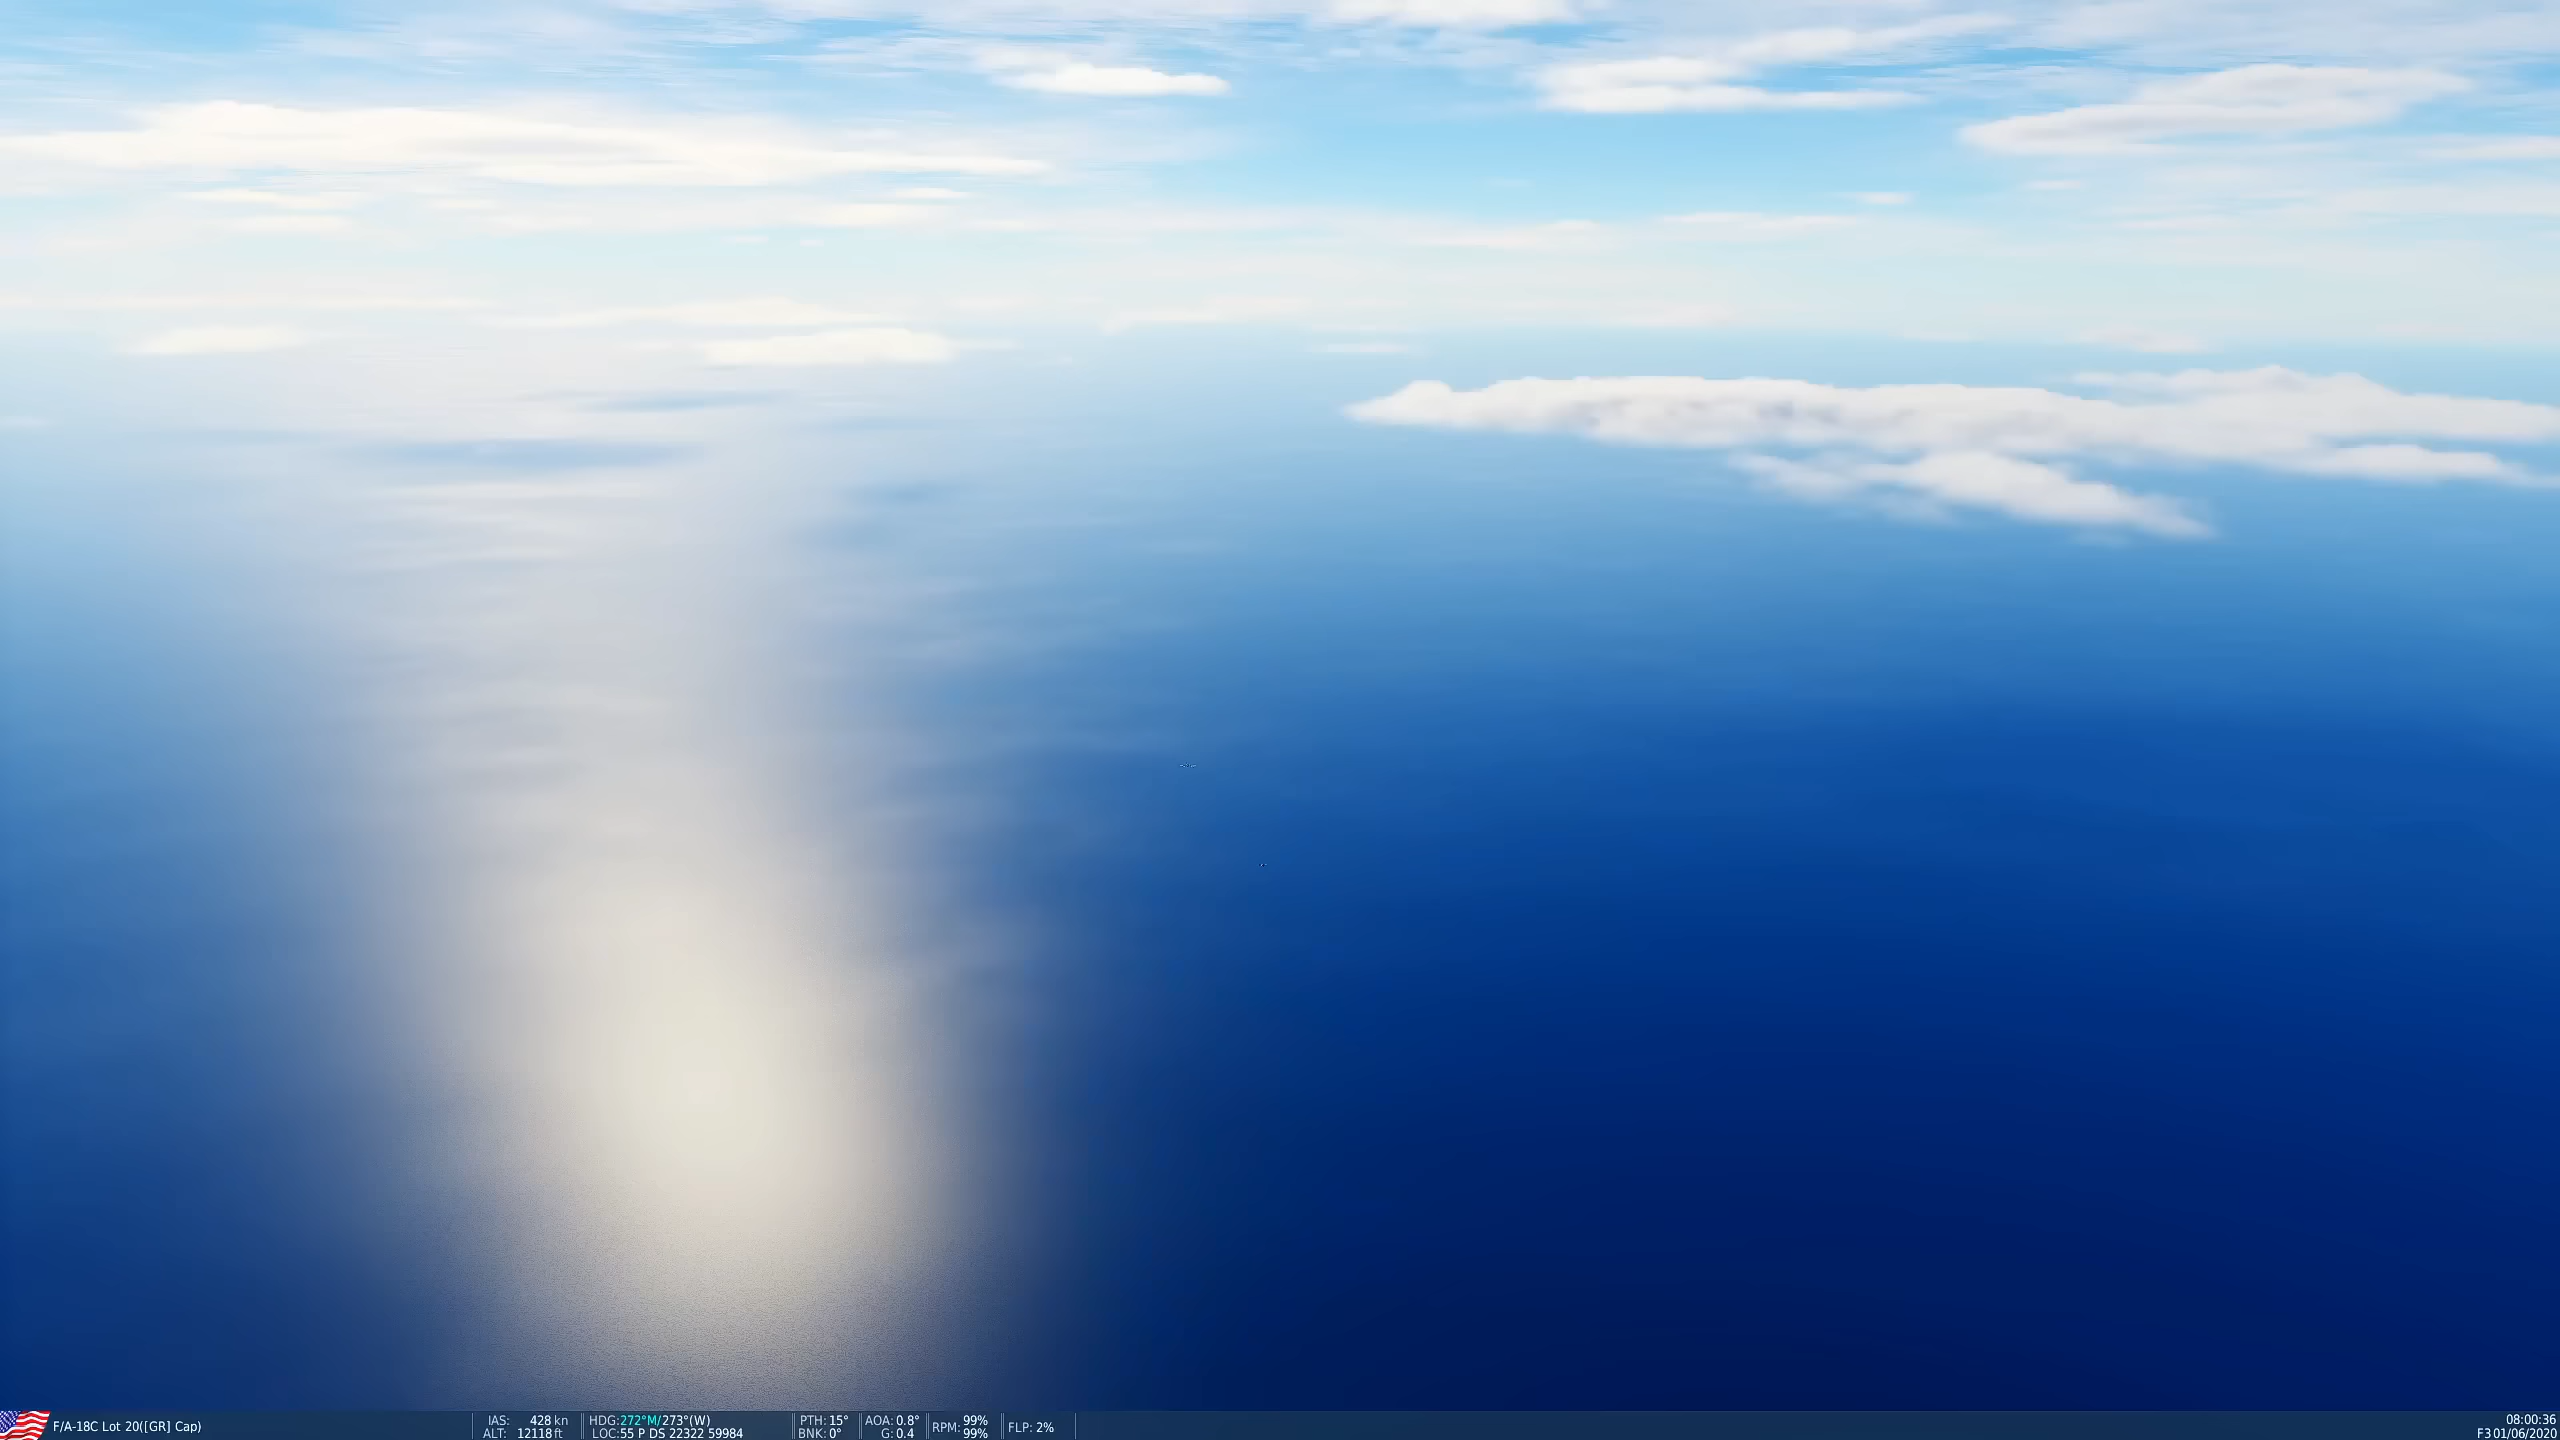 F/A-18C Lot 20([GR] Cap)
IAS: 428 kn
ALT: 12118 ft
HDG:272°M/273°(W)
LOC:55 P DS 22322 59984
PTH: 15°
BNK: 0°
AOA: 0.8°
G: 0.4
RPM: 99%
99%
FLP: 2%
08:00:36
F3 01/06/2020